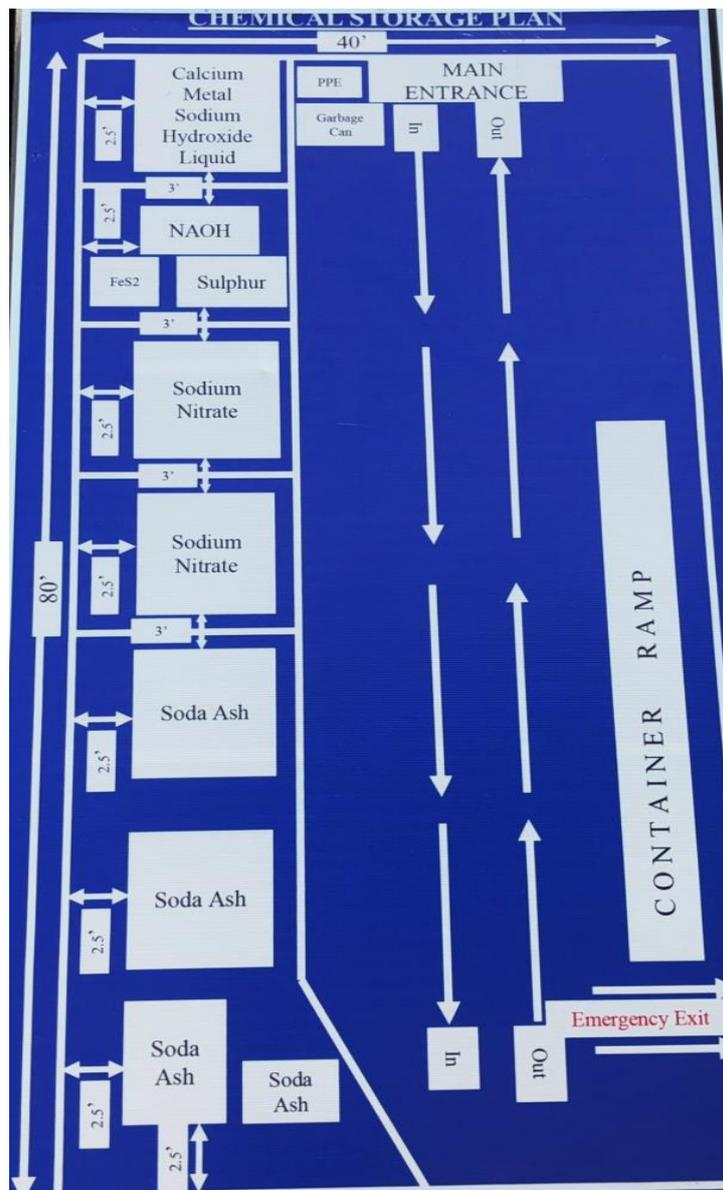 CHEMICAL STORAGE PLAN
40'
Calcium
Metal
Sodium
Hydroxide
Liquid
PPE
MAIN
ENTRANCE
Garbage
Can
In
Out
2.5'
3'
2.5'
NAOH
FeS2
Sulphur
3'
Sodium
Nitrate
2.5'
3'
Sodium
Nitrate
2.5'
80'
3'
CONTAINER RAMP
Soda Ash
2.5'
Soda Ash
2.5'
Emergency Exit
In
Out
Soda
Ash
Soda
Ash
2.5'
2.5'